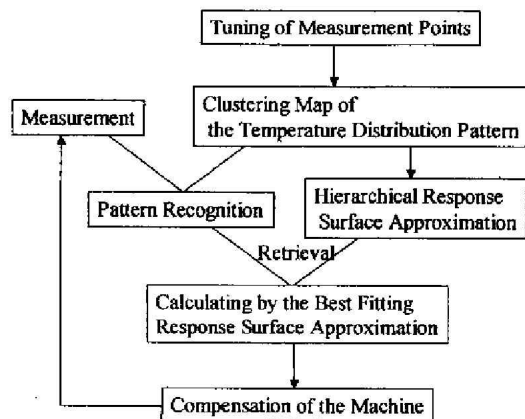 Tuning of Measurement Points
Clustering Map of
the Temperature Distribution Pattern
Measurement
Pattern Recognition
Hierarchical Response
Surface Approximation
Retrieval
Calculating by the Best Fitting
Response Surface Approximation
Compensation of the Machine